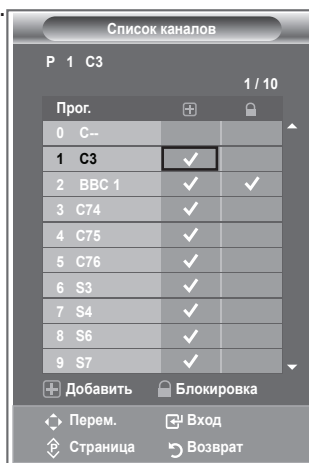 Список каналов
P 1 C3
1 / 10
Прог.
0 C--
1 C3
2 BBC 1
3 C74
4 C75
5 C76
6 S3
7 S4
8 S6
9 S7
Добавить Блокировка
Перем. Вход
Страница Возврат